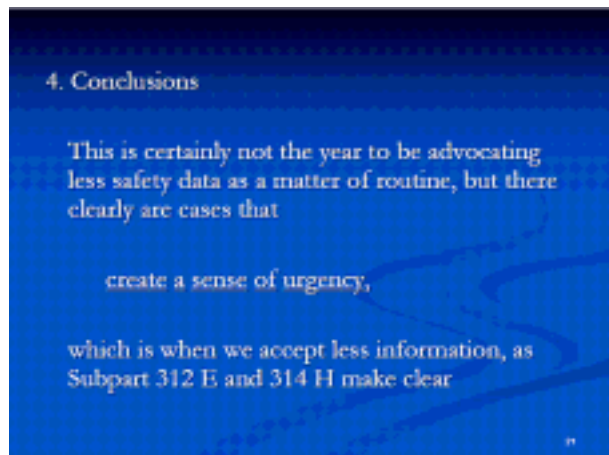 4. Conclusions
This is certainly not the year to be advocating
less safety data as a matter of routine, but there
clearly are cases that
create a sense of urgency,
which is when we accept less information, as
Subpart 312 E and 314 H make clear